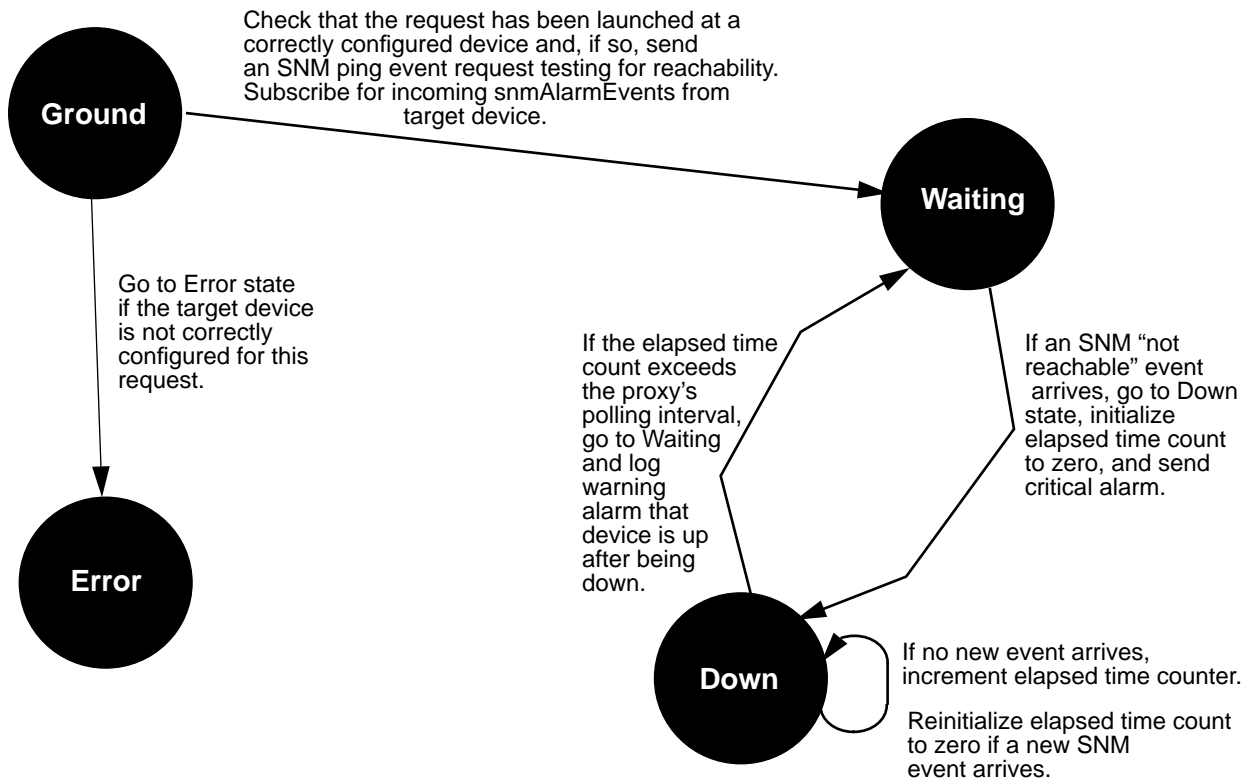 Check that the request has been launched at a
correctly configured device and, if so, send
an SNM ping event request testing for reachability.
Subscribe for incoming snmAlarmEvents from
target device.
Ground
Waiting
Go to Error state
if the target device
is not correctly
configured for this
request.
If the elapsed time
count exceeds
the proxy’s
polling interval,
go to Waiting
and log
warning
alarm that
device is up
after being
down.
If an SNM “not
reachable” event
arrives, go to Down
state, initialize
elapsed time count
to zero, and send
critical alarm.
Error
Down
If no new event arrives,
increment elapsed time counter.
Reinitialize elapsed time count
to zero if a new SNM
event arrives.